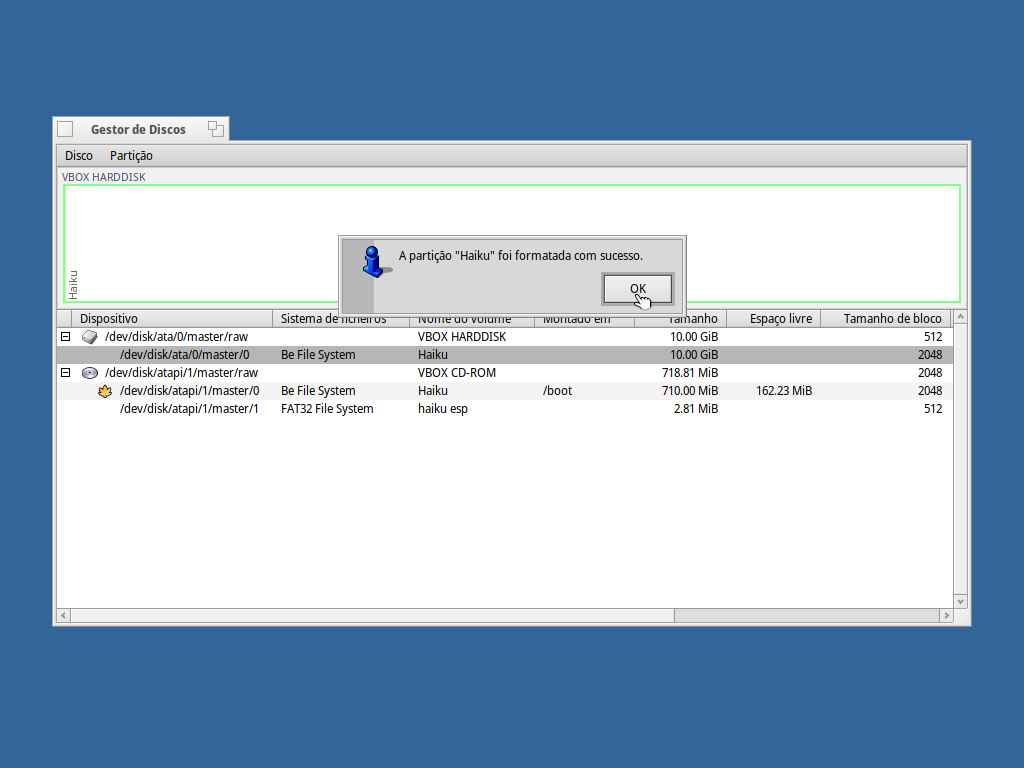 Gestor de Discos
Disco Partição
VBOX HARDDISK
Haiku
A partição "Haiku" foi formatada com sucesso.
OK
Dispositivo Sistema de ficheiros Nome do volume Montado em Tamanho Espaço livre Tamanho de bloco
/dev/disk/ata/0/master/raw VBOX HARDDISK 10.00 GiB 512
/dev/disk/ata/0/master/0 Be File System Haiku 10.00 GiB 2048
/dev/disk/atapi/1/master/raw VBOX CD-ROM 718.81 MiB 2048
/dev/disk/atapi/1/master/0 Be File System Haiku /boot 710.00 MiB 162.23 MiB 2048
/dev/disk/atapi/1/master/1 FAT32 File System haiku esp 2.81 MiB 512